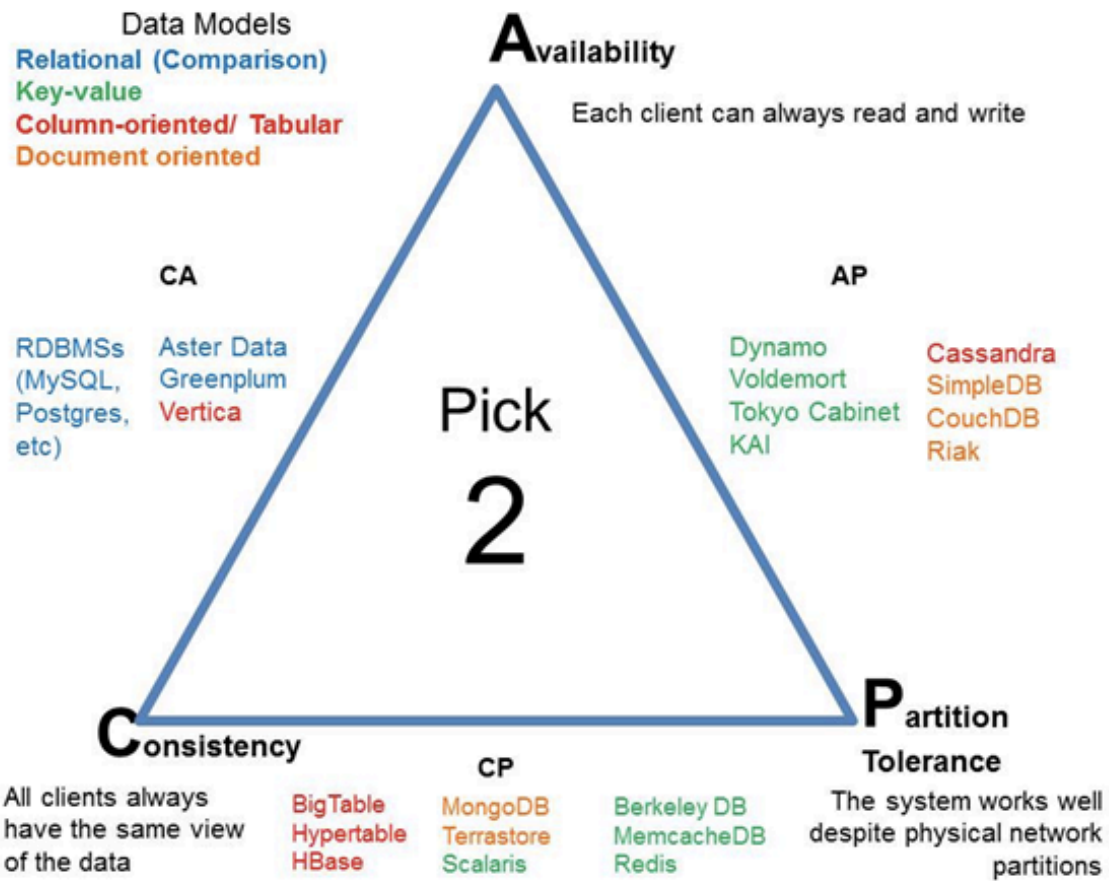 Data Models
Relational (Comparison)
Key-value
Column-oriented/ Tabular
Document oriented
Availability
Each client can always read and write
CA
RDBMSs
(MySQL,
Postgres,
etc)
Aster Data
Greenplum
Vertica
AP
Dynamo
Voldemort
Tokyo Cabinet
KAI
Cassandra
SimpleDB
CouchDB
Riak
Pick
2
Consistency
All clients always
have the same view
of the data
CP
BigTable
Hypertable
HBase
MongoDB
Terrastore
Scalaris
Berkeley DB
MemcacheDB
Redis
Partition
Tolerance
The system works well
despite physical network
partitions